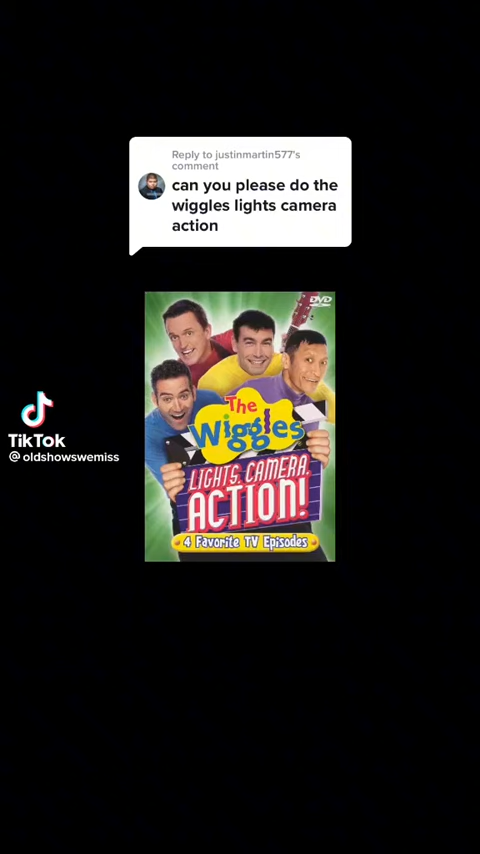 Reply to justinmartin577's
comment
can you please do the
wiggles lights camera
action
DVD
The
Wiggles
LIGHTS, CAMERA,
ACTION!
4 Favorite TV Episodes
TikTok
@ oldshowswemiss